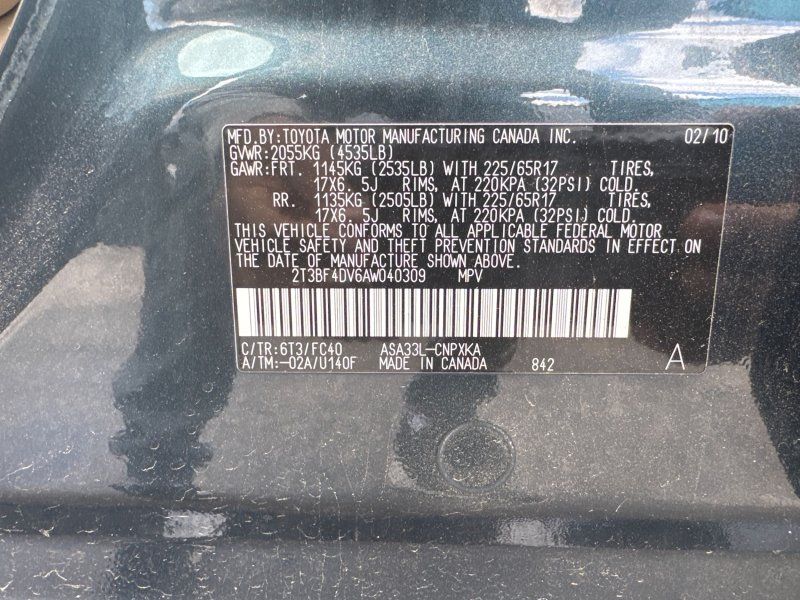 MFD.BY:TOYOTA MOTOR MANUFACTURING CANADA INC. 02/10
GVWR:2055KG (4535LB)
GAWR:FRT. 1145KG (2535LB) WITH 225/65R17 TIRES,
17X6. 5J RIMS, AT 220KPA (32PSI) COLD.
RR. 1135KG (2505LB) WITH 225/65R17 TIRES,
17X6. 5J RIMS, AT 220KPA (32PSI) COLD.
THIS VEHICLE CONFORMS TO ALL APPLICABLE FEDERAL MOTOR
VEHICLE SAFETY AND THEFT PREVENTION STANDARDS IN EFFECT ON
THE DATE OF MANUFACTURE SHOWN ABOVE.
2T3BF4DV6AW040309 MPV
C/TR:6T3/FC40 ASA33L-CNPXKA
A/TM:-02A/U140F MADE IN CANADA 842 A